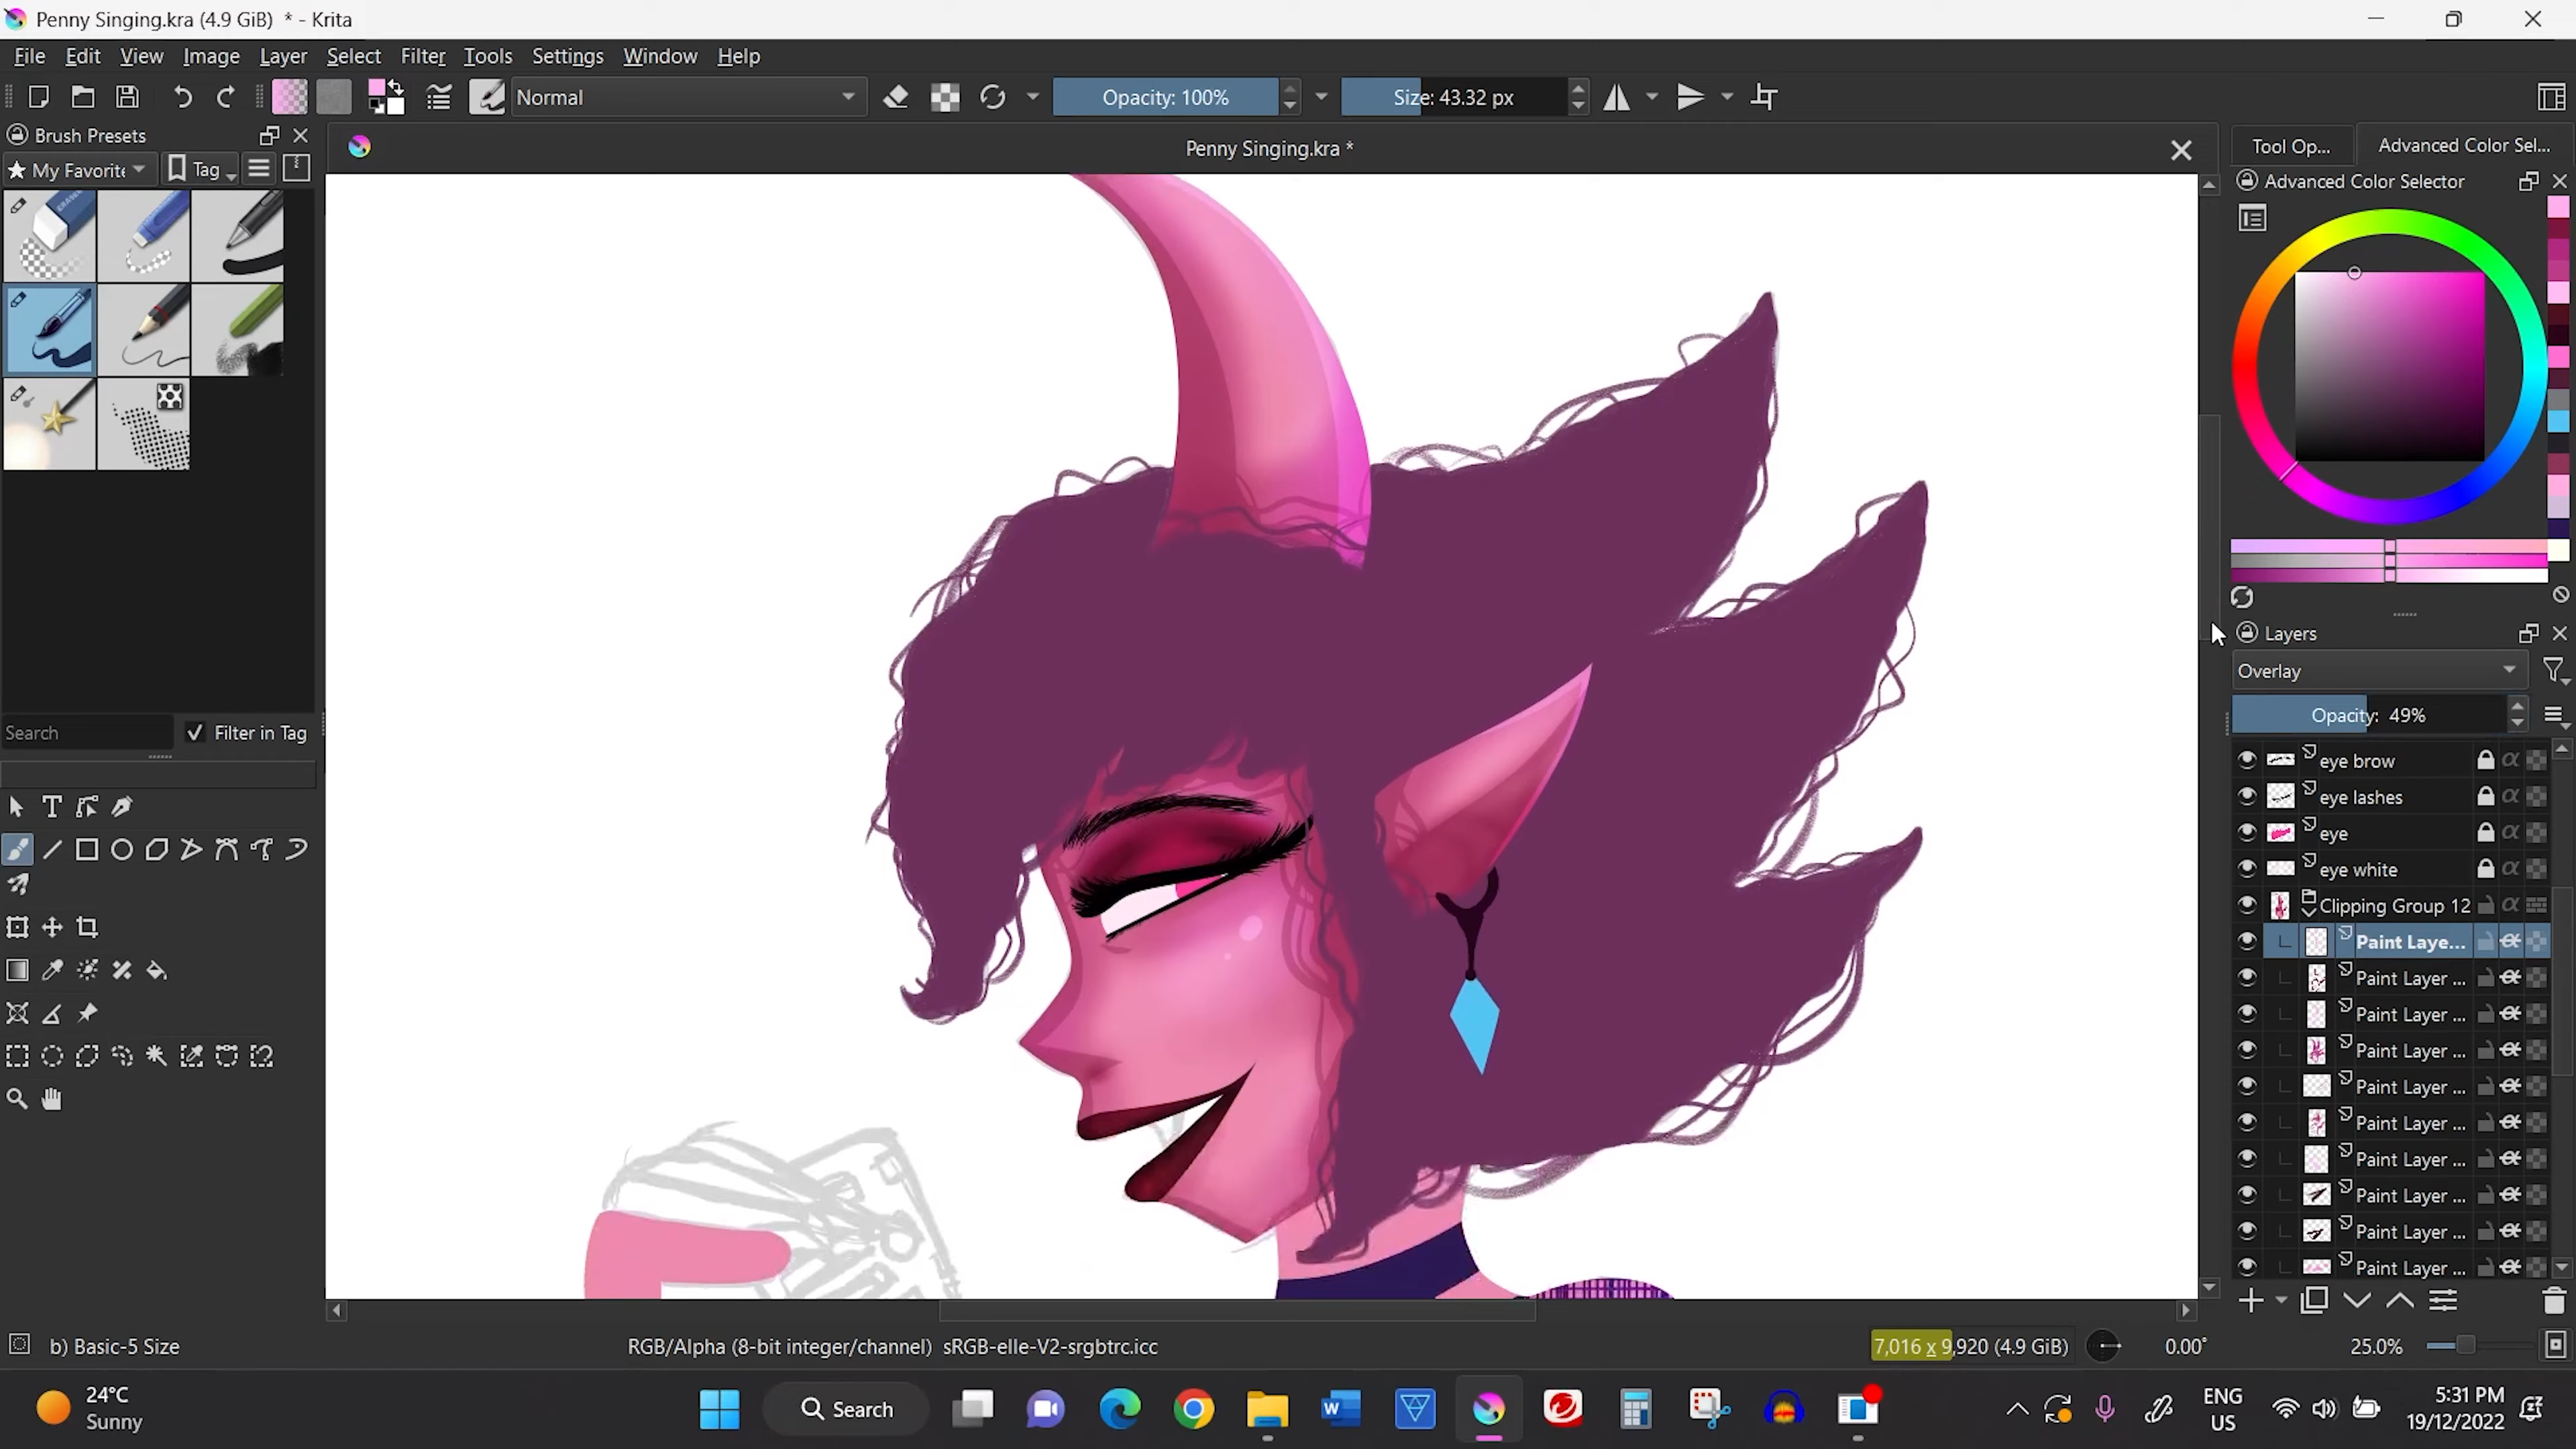 Penny Singing.kra (4.9 GiB) * - Krita
File Edit View Image Layer Select Filter Tools Settings Window Help
Normal
Opacity: 100%
Size: 43.32 px
Brush Presets
Penny Singing.kra *
Tool Op...
Advanced Color Sel...
My Favorit
Tag
Advanced Color Selector
Layers
Overlay
Opacity: 49%
Search
Filter in Tag
eye brow
eye lashes
eye
eye white
Clipping Group 12
Paint Laye...
Paint Layer ...
Paint Layer ...
Paint Layer ...
Paint Layer ...
Paint Layer ...
Paint Layer ...
Paint Layer ...
Paint Layer ...
Paint Layer ...
b) Basic-5 Size
RGB/Alpha (8-bit integer/channel) sRGB-elle-V2-srgbtrc.icc
7,016 x 9,920 (4.9 GiB)
0.00°
25.0%
24°C
Sunny
Search
ENG
US
5:31 PM
19/12/2022